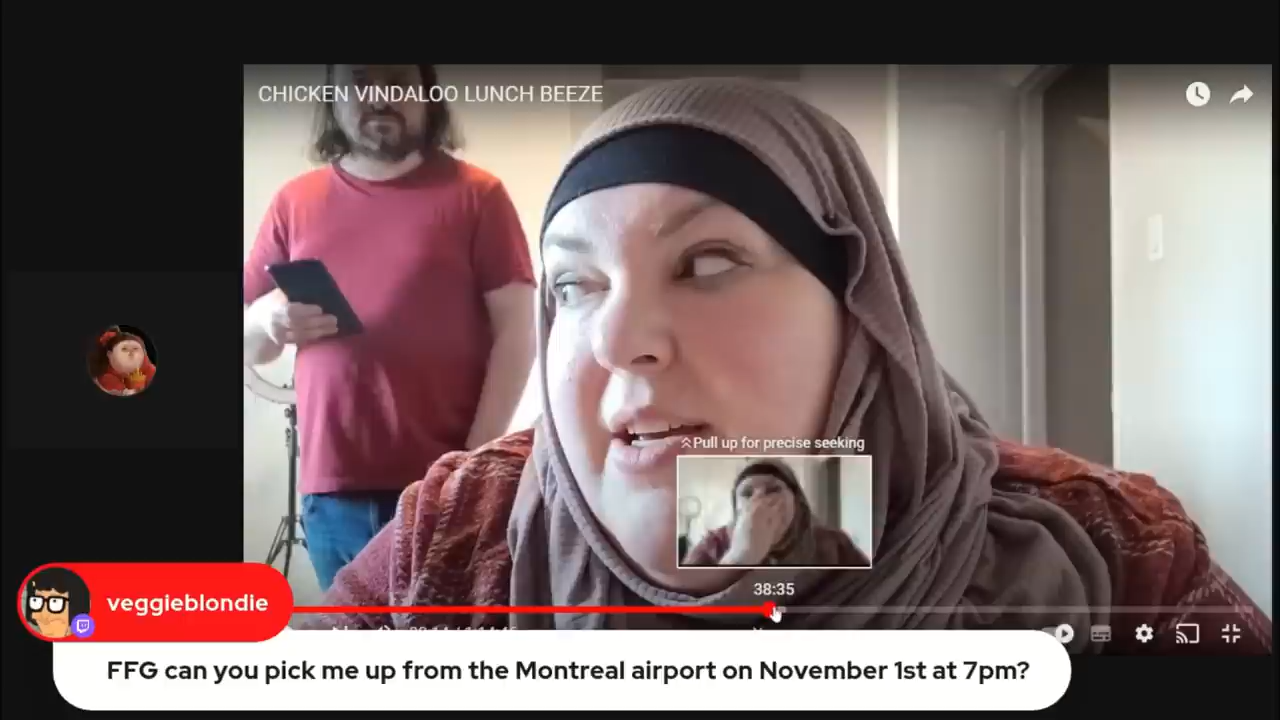 CHICKEN VINDALOO LUNCH BEEZE
Pull up for precise seeking
38:35
veggieblondie
FFG can you pick me up from the Montreal airport on November 1st at 7pm?